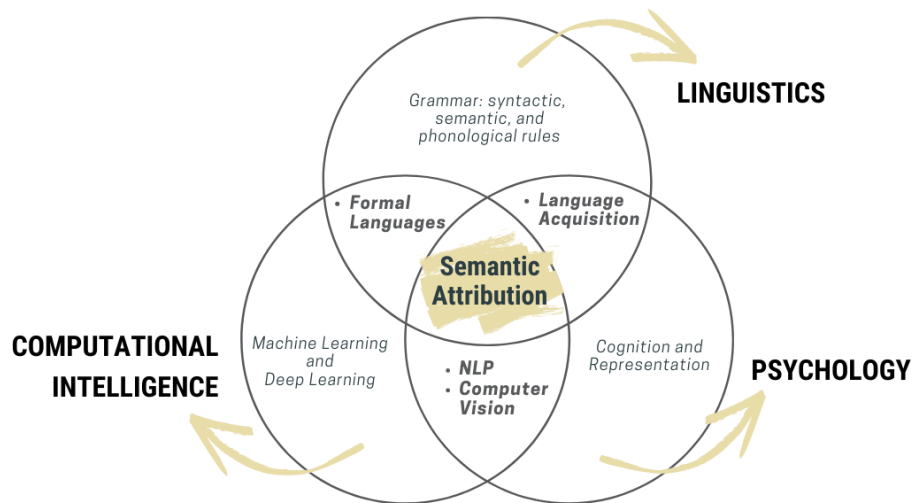 LINGUISTICS
Grammar: syntactic,
semantic, and
phonological rules
• Formal
Languages
• Language
Acquisition
Semantic
Attribution
COMPUTATIONAL
INTELLIGENCE
Machine Learning
and
Deep Learning
• NLP
• Computer
Vision
Cognition and
Representation
PSYCHOLOGY